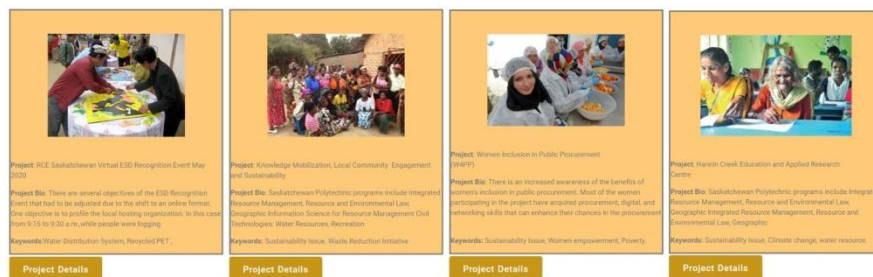 Project: RCE Saskatchewan Virtual ESD Recognition Event May
2020
Project Bio: There are several objectives of the ESD Recognition
Event that had to be adjusted due to the shift to an online format.
One objective is to profile the local hosting organization. In this case
from 9:15 to 9:30 a.m,while people were logging
Keywords:Water Distribution System, Recycled PET ,
Project Details
Project: Knowledge Mobilization, Local Community Engagement
and Sustainability
Project Bio: Saskatchewan Polytechnic programs include Integrated
Resource Management, Resource and Environmental Law,
Geographic Information Science for Resource Management Civil
Technologies: Water Resources, Recreation
Keywords: Sustainability Issue, Waste Reduction Initiative
Project Details
Project: Women Inclusion in Public Procurement
(W4PP)
Project Bio: There is an increased awareness of the benefits of
women's inclusion in public procurement. Most of the women
participating in the project have acquired procurement, digital, and
networking skills that can enhance their chances in the procurement
Keywords: Sustainability Issue, Women empowerment, Poverty
Project Details
Project: Hannin Creek Education and Applied Research
Centre
Project Bio: Saskatchewan Polytechnic programs include Integrat
Resource Management, Resource and Environmental Law,
Geographic Integrated Resource Management, Resource and
Environmental Law, Geographic
Keywords: Sustainability Issue, Climate change, water resource
Project Details